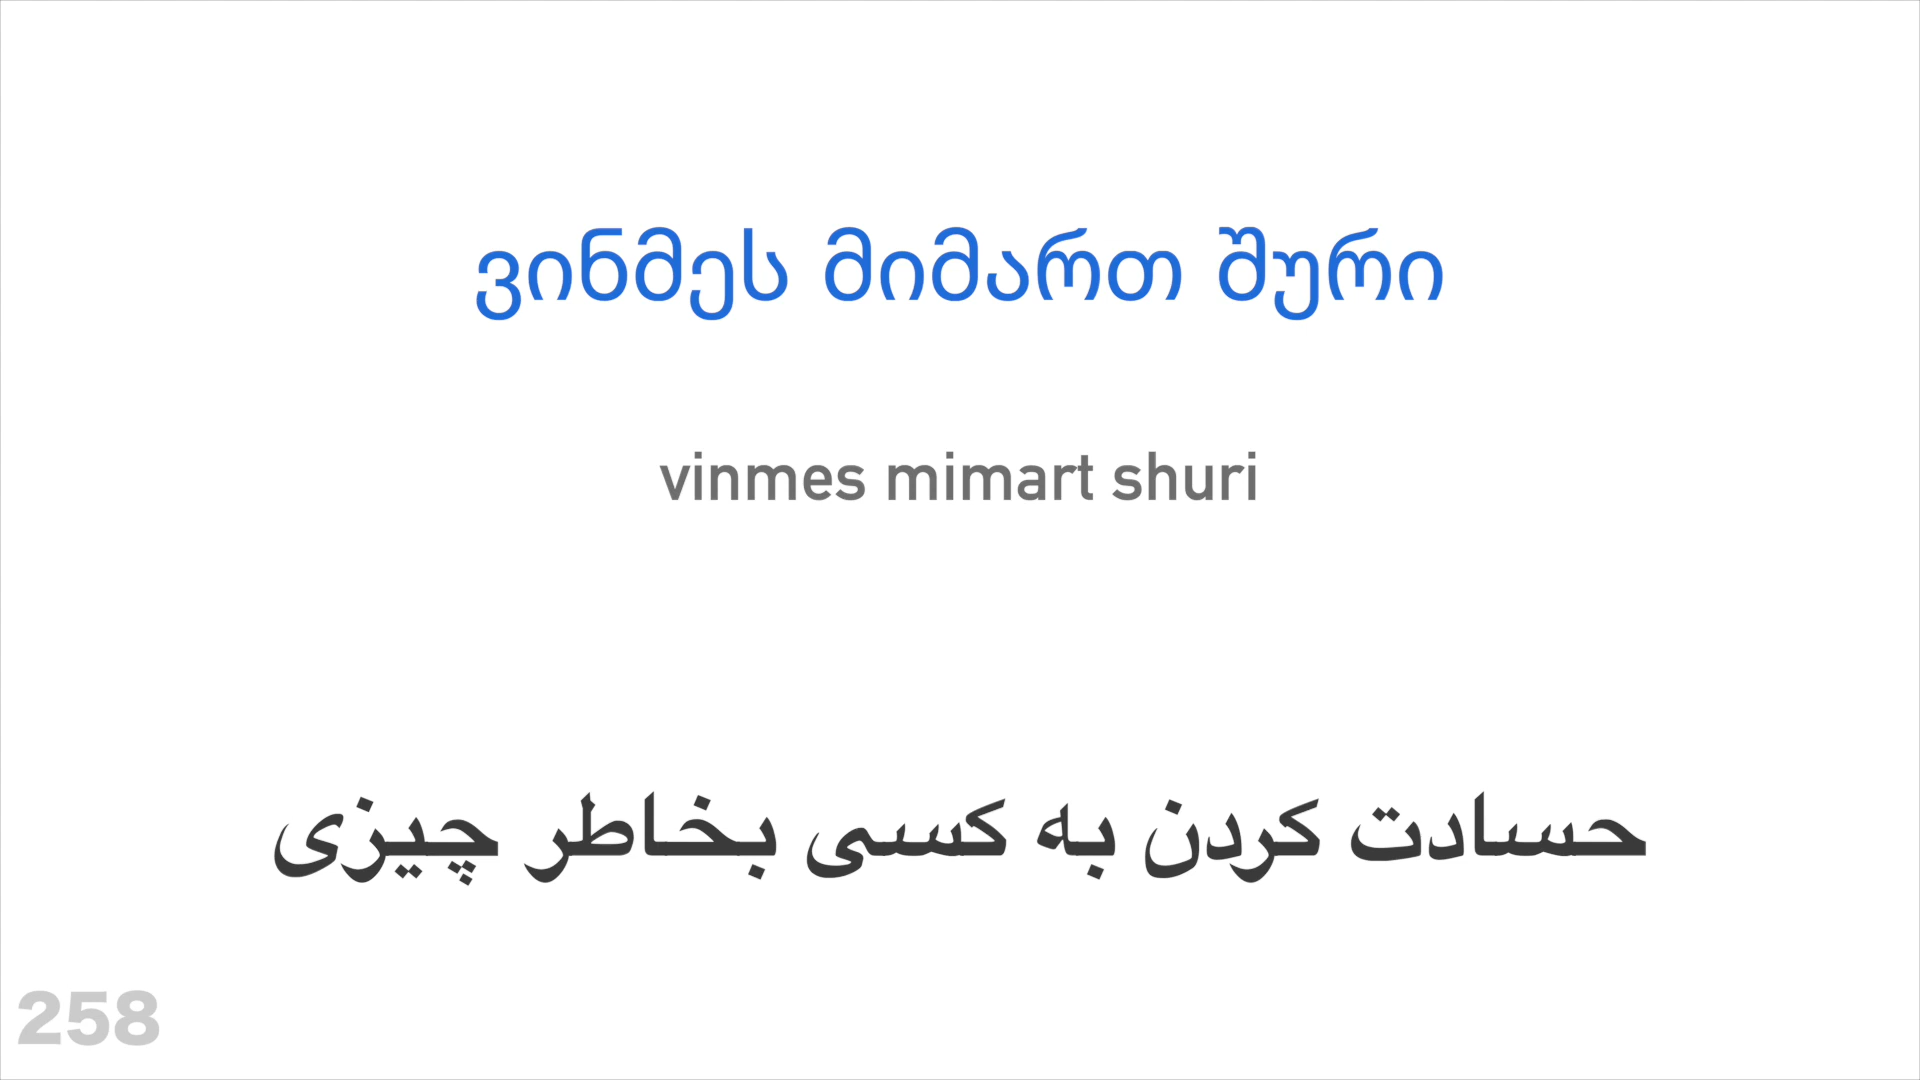 ვინმეს მიმართ შური
vinmes mimart shuri
حسادت کردن به کسی بخاطر چیزی
258